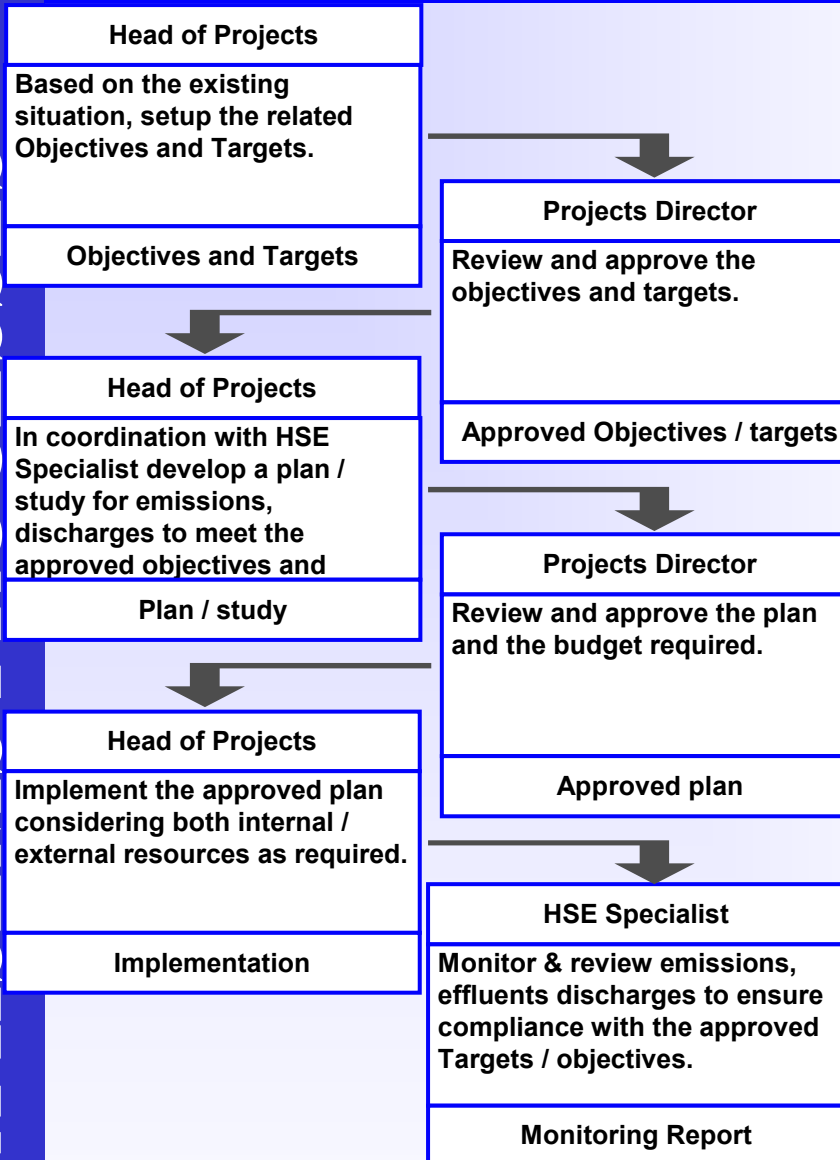 Head of Projects
Based on the existing
situation, setup the related
Objectives and Targets.
Objectives and Targets
Projects Director
Review and approve the
objectives and targets.
Approved Objectives / targets
Head of Projects
In coordination with HSE
Specialist develop a plan /
study for emissions,
discharges to meet the
approved objectives and
Plan / study
Projects Director
Review and approve the plan
and the budget required.
Approved plan
Head of Projects
Implement the approved plan
considering both internal /
external resources as required.
Implementation
HSE Specialist
Monitor & review emissions,
effluents discharges to ensure
compliance with the approved
Targets / objectives.
Monitoring Report